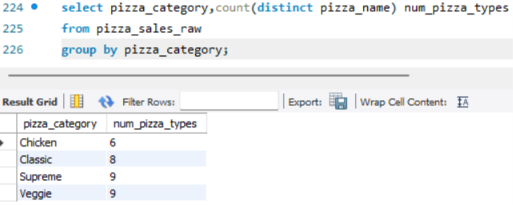 224 select pizza_category,count(distinct pizza_name) num_pizza_types
225 from pizza_sales_raw
226 group by pizza_category;
Result Grid Filter Rows: Export: Wrap Cell Content: IA
pizza_category num_pizza_types
Chicken 6
Classic 8
Supreme 9
Veggie 9